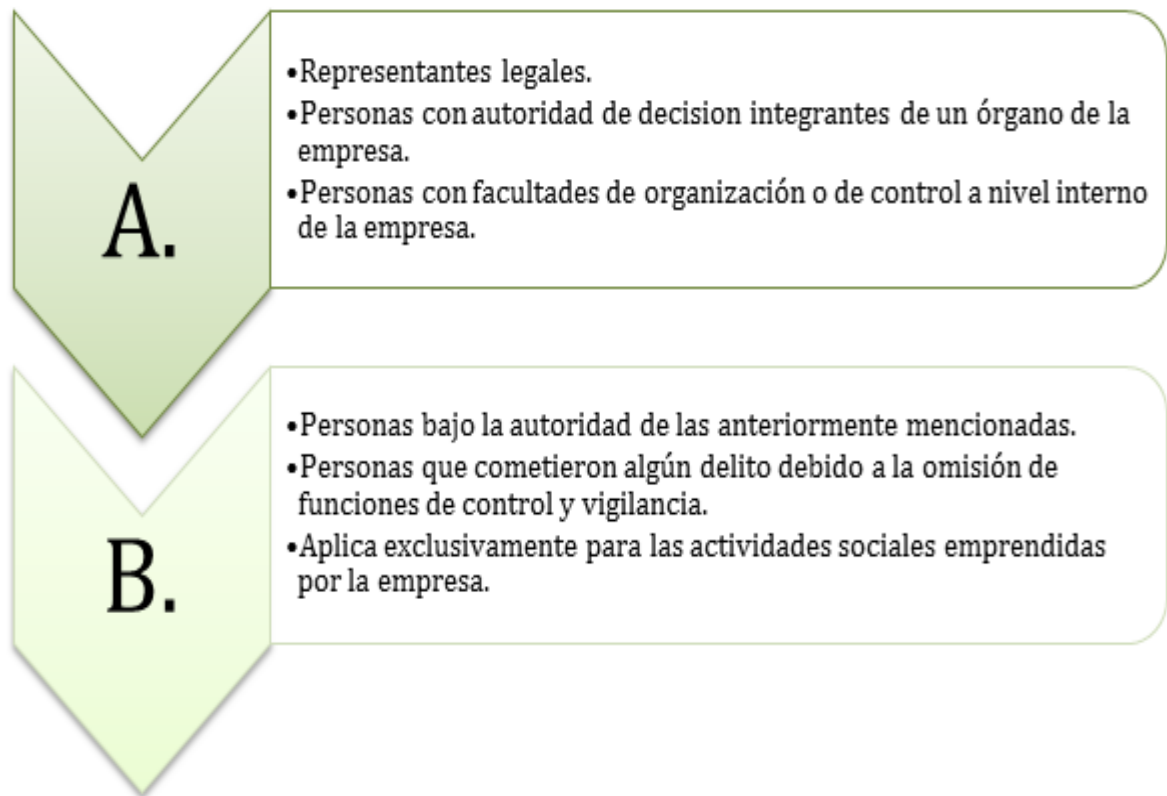 A.
•Representantes legales.
•Personas con autoridad de decision integrantes de un órgano de la
empresa.
•Personas con facultades de organización o de control a nivel interno
de la empresa.
B.
•Personas bajo la autoridad de las anteriormente mencionadas.
•Personas que cometieron algún delito debido a la omisión de
funciones de control y vigilancia.
•Aplica exclusivamente para las actividades sociales emprendidas
por la empresa.